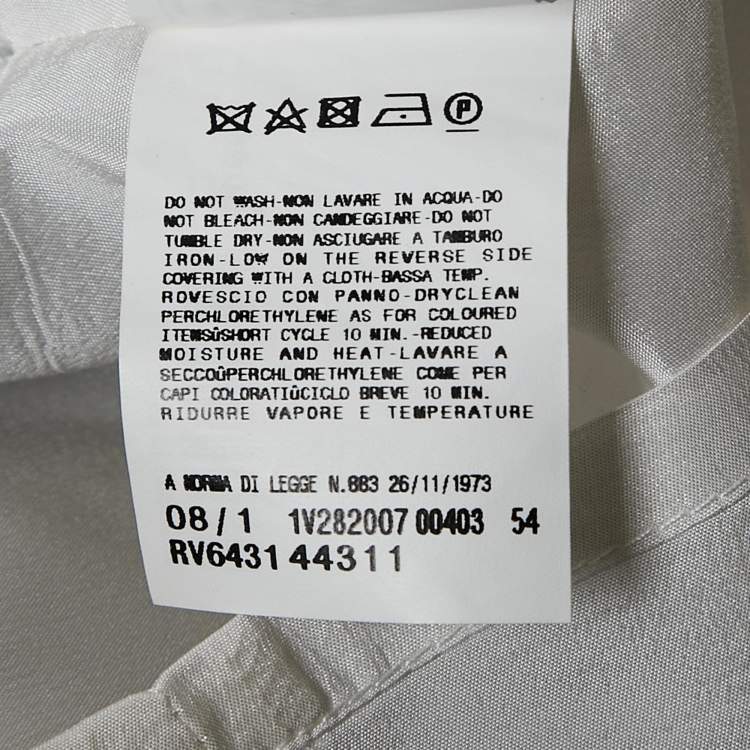 P
DO NOT WASH-NON LAVARE IN ACQUA-DO
NOT BLEACH-NON CANDEGGIARE-DO NOT
TUMBLE DRY-NON ASCIUGARE A TAMBURO
IRON-LOW ON THE REVERSE SIDE
COVERING WITH A CLOTH-BASSA TEMP.
ROVESCIO CON PANNO-DRYCLEAN
PERCHLORETHYLENE AS FOR COLOURED
ITEMSÛSHORT CYCLE 10 MIN.-REDUCED
MOISTURE AND HEAT-LAVARE A
SECCOÛPERCHLORETHYLENE COME PER
CAPI COLORATIÛCICLO BREVE 10 MIN.
RIDURRE VAPORE E TEMPERATURE
A NORMA DI LEGGE N.883 26/11/1973
08/1 1V282007 00403 54
RV6431 44311